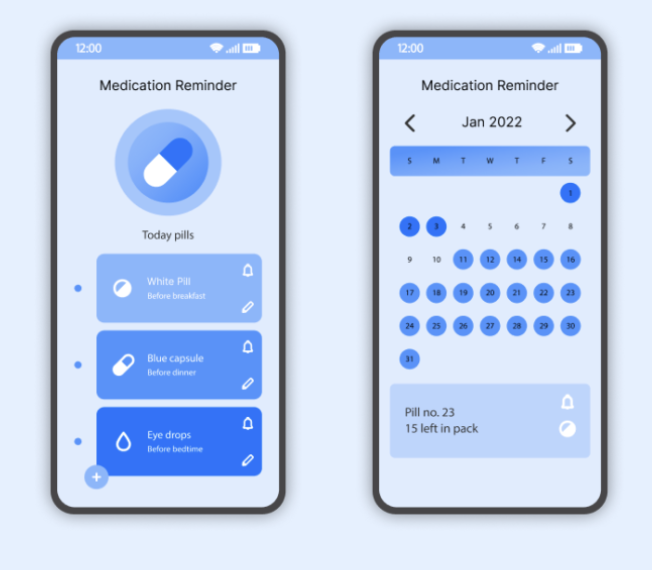 12:00
Medication Reminder
Today pills
White Pill
Before breakfast
Blue capsule
Before dinner
Eye drops
Before bedtime
+
12:00
Medication Reminder
Jan 2022
S M T W T F S
1
2 3 4 5 6 7 8
9 10 11 12 14 15 16
17 18 19 20 21 22 23
24 25 26 27 28 29 30
31
Pill no. 23
15 left in pack